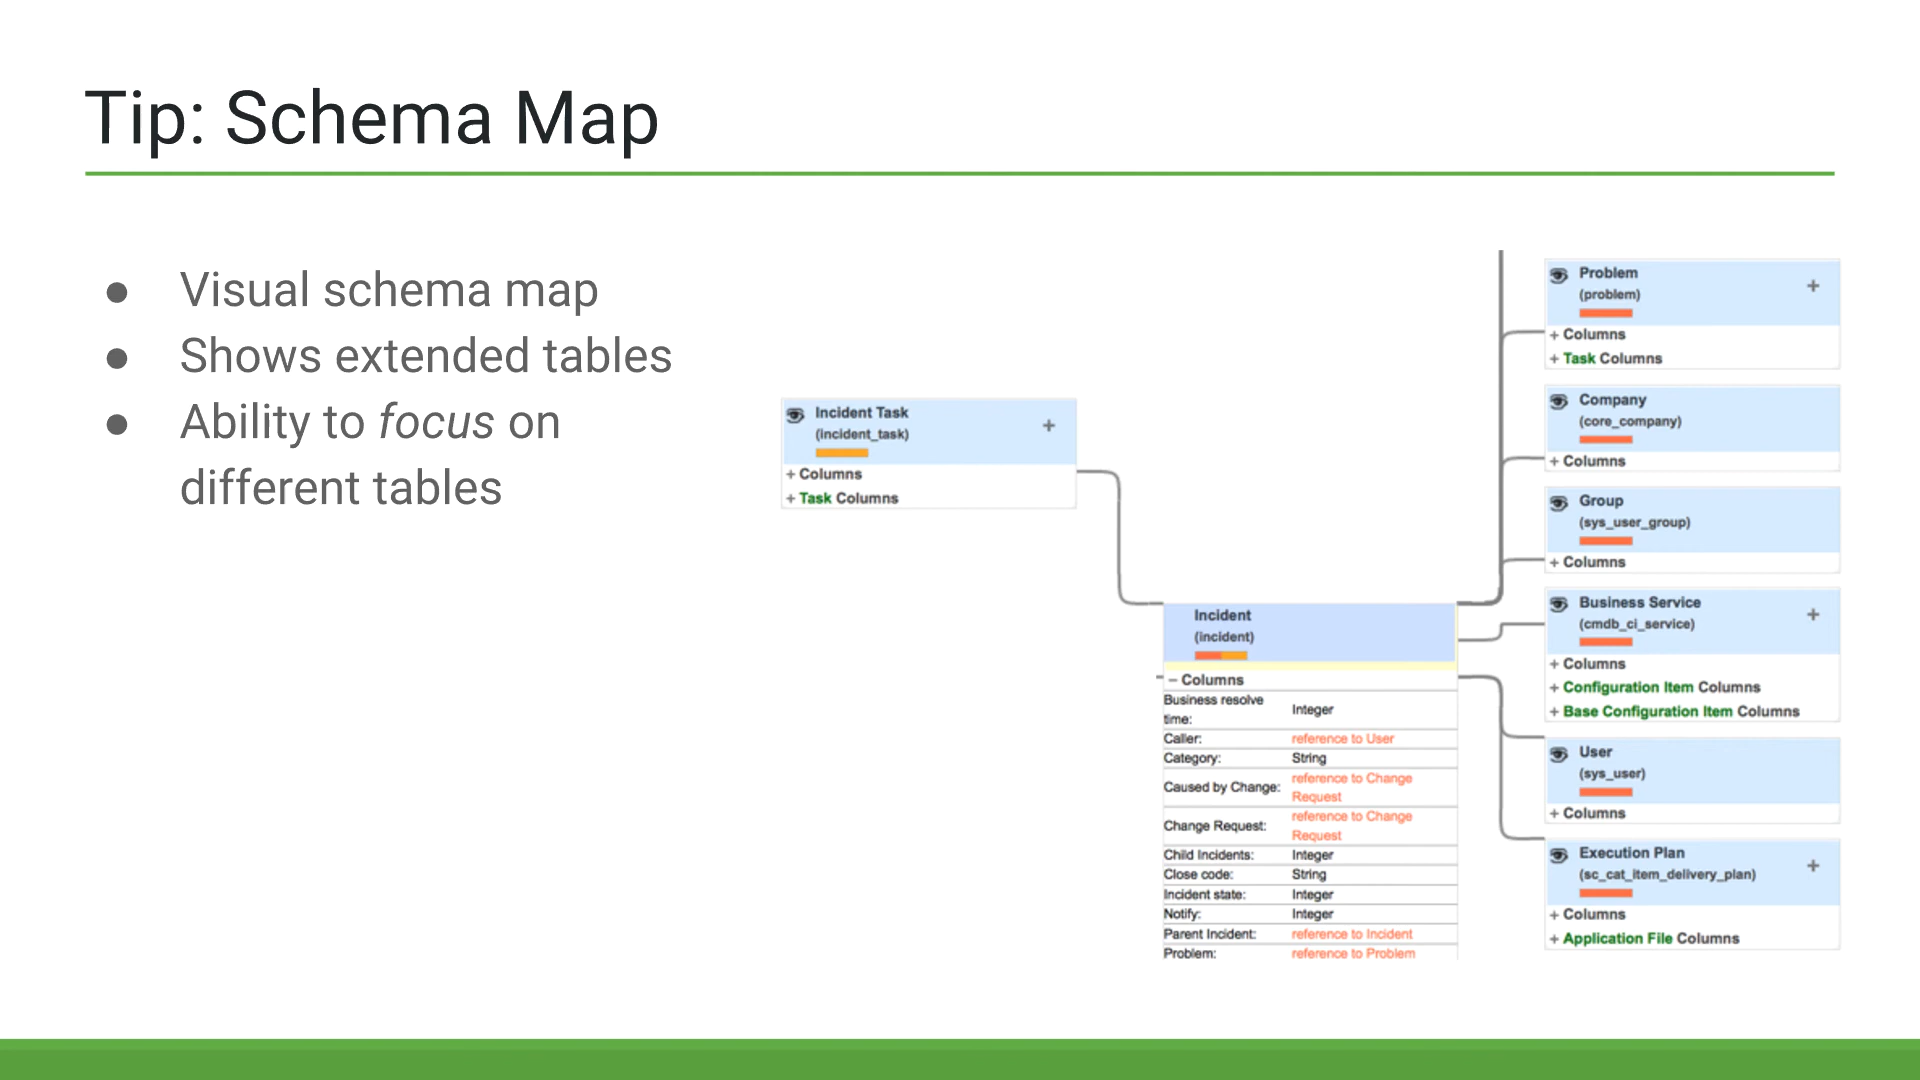 Tip: Schema Map
● Visual schema map
● Shows extended tables
● Ability to focus on
different tables
Incident Task
(incident_task)
+
+ Columns
+ Task Columns
Incident
(incident)
− Columns
Business resolve
time: Integer
Caller: reference to User
Category: String
Caused by Change: reference to Change
Request
Change Request: reference to Change
Request
Child Incidents: Integer
Close code: String
Incident state: Integer
Notify: Integer
Parent Incident: reference to Incident
Problem: reference to Problem
Problem
(problem)
+
+ Columns
+ Task Columns
Company
(core_company)
+ Columns
Group
(sys_user_group)
+ Columns
Business Service
(cmdb_ci_service)
+
+ Columns
+ Configuration Item Columns
+ Base Configuration Item Columns
User
(sys_user)
+ Columns
Execution Plan
(sc_cat_item_delivery_plan)
+
+ Columns
+ Application File Columns